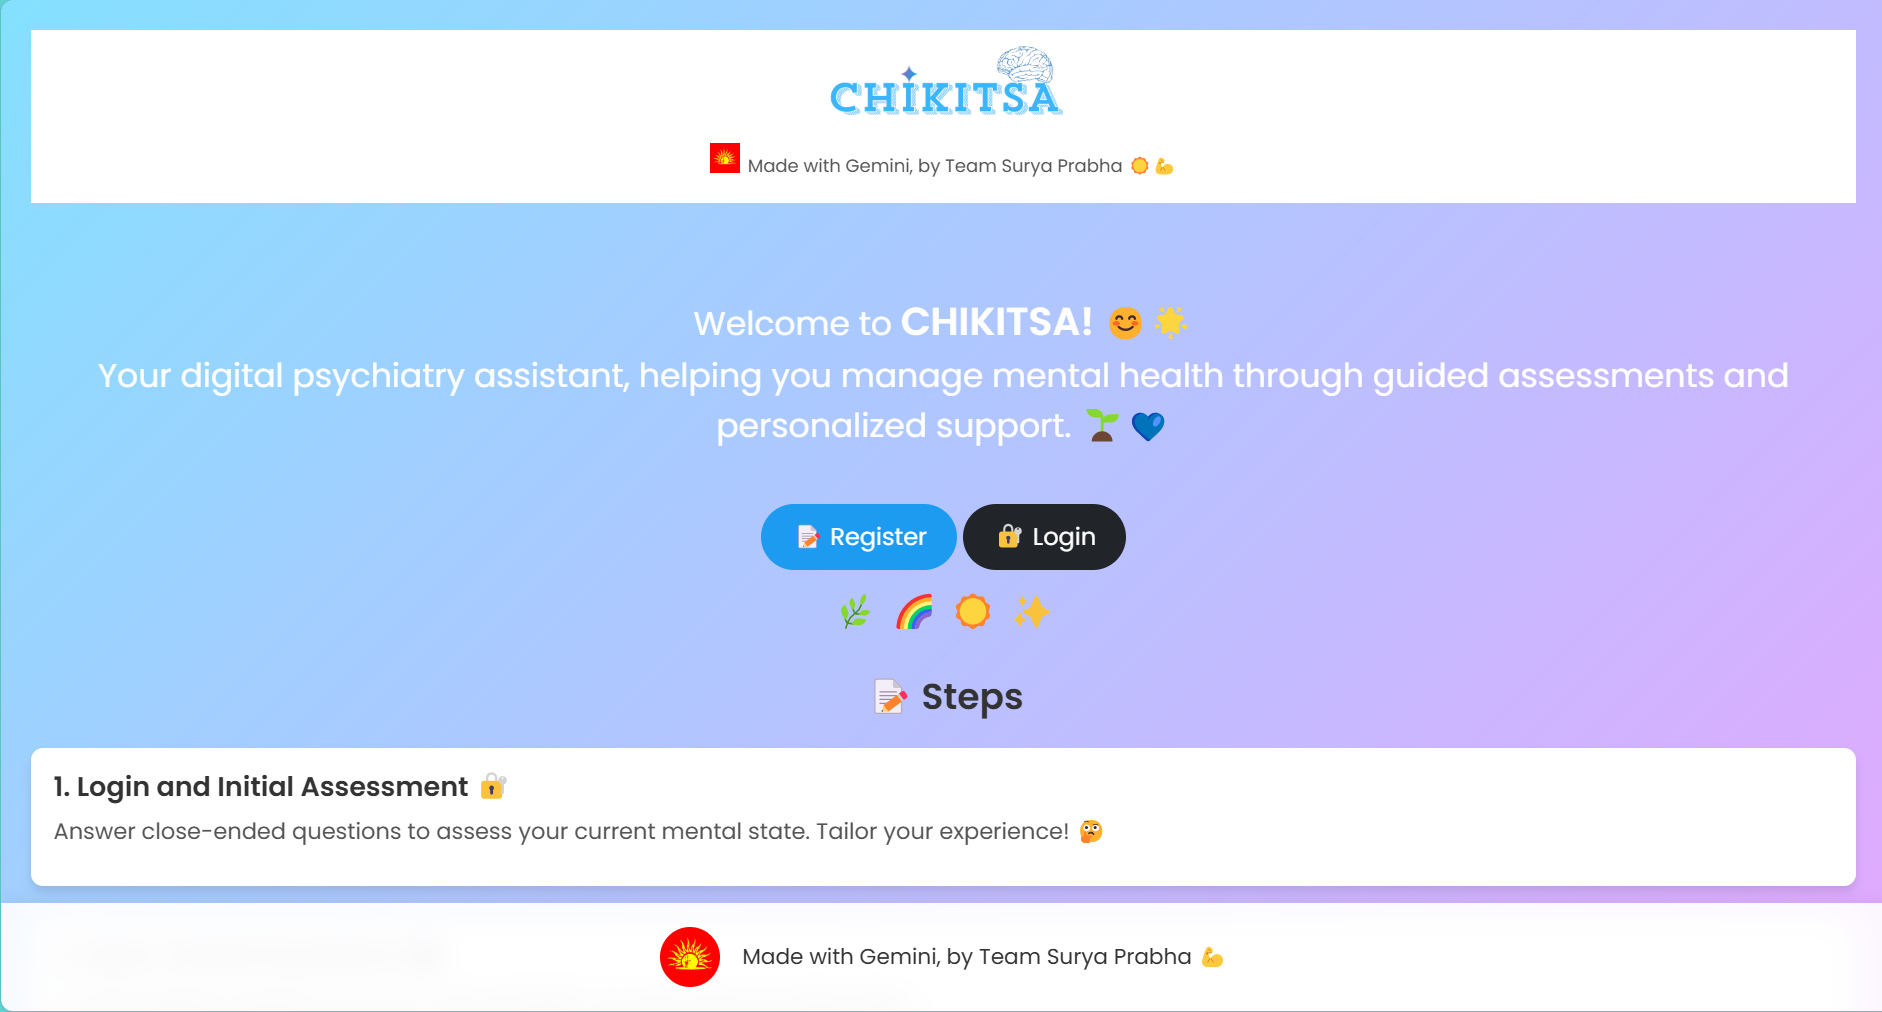 CHIKITSA
Made with Gemini, by Team Surya Prabha ☀️💪
Welcome to CHIKITSA! 😊 🌟
Your digital psychiatry assistant, helping you manage mental health through guided assessments and
personalized support. 🌱 💙
📝 Register 🔐 Login
🌿 🌈 ☀️ ✨
📝 Steps
1. Login and Initial Assessment 🔐
Answer close-ended questions to assess your current mental state. Tailor your experience! 🤔
Made with Gemini, by Team Surya Prabha 💪